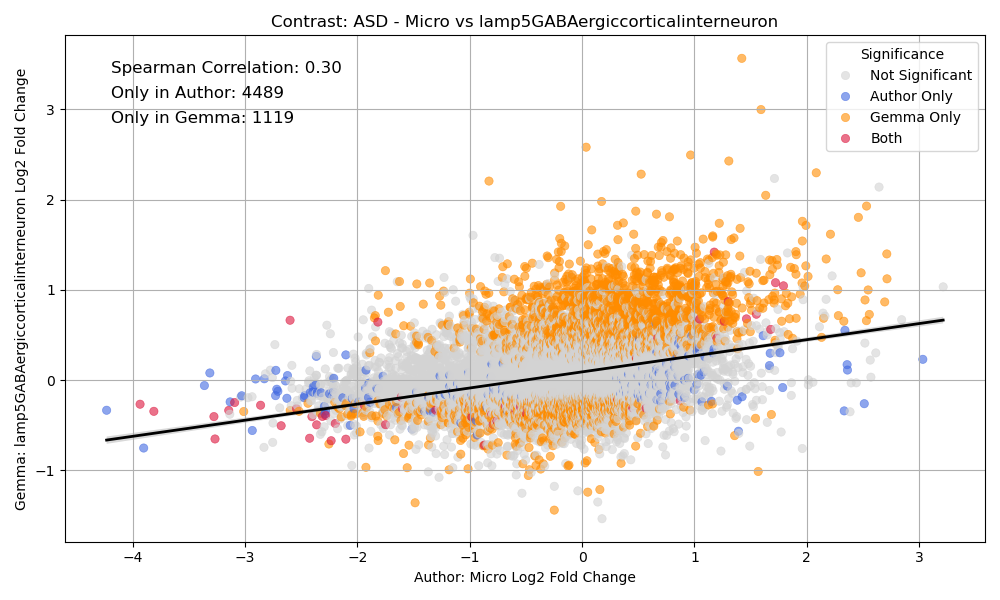 Contrast: ASD - Micro vs lamp5GABAergiccorticalinterneuron
Spearman Correlation: 0.30
Only in Author: 4489
Only in Gemma: 1119
Significance
Not Significant
Author Only
Gemma Only
Both
Gemma: lamp5GABAergiccorticalinterneuron Log2 Fold Change
3
2
1
0
−1
−4
−3
−2
−1
0
1
2
3
Author: Micro Log2 Fold Change